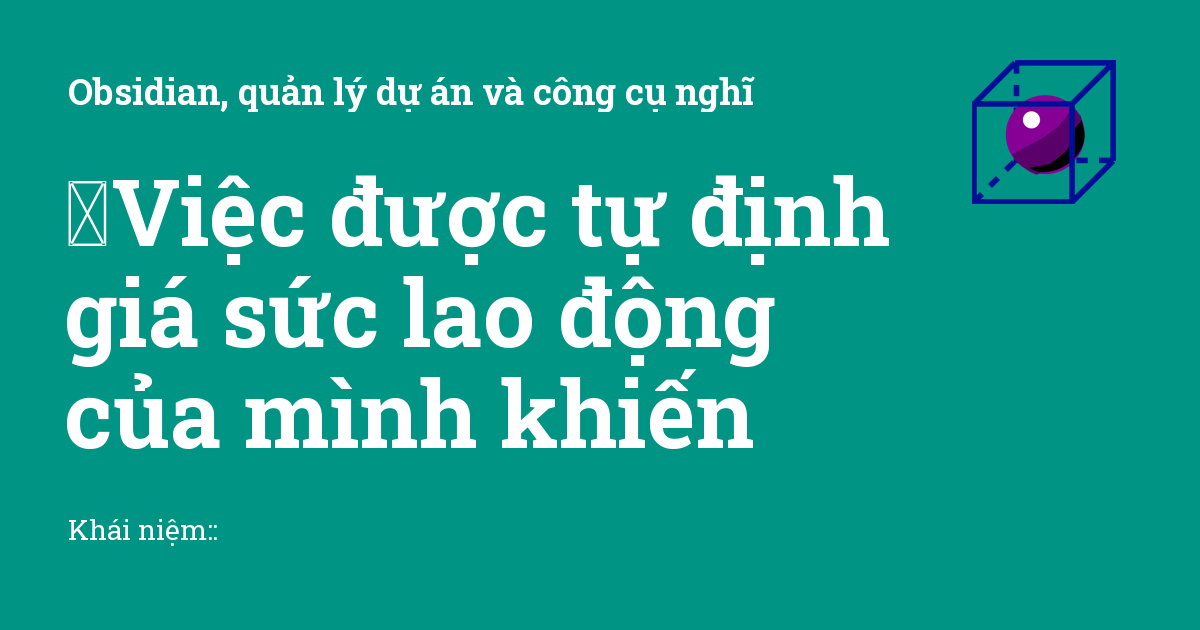 Obsidian, quản lý dự án và công cụ nghĩ
Việc được tự định
giá sức lao động
của mình khiến
Khái niệm::